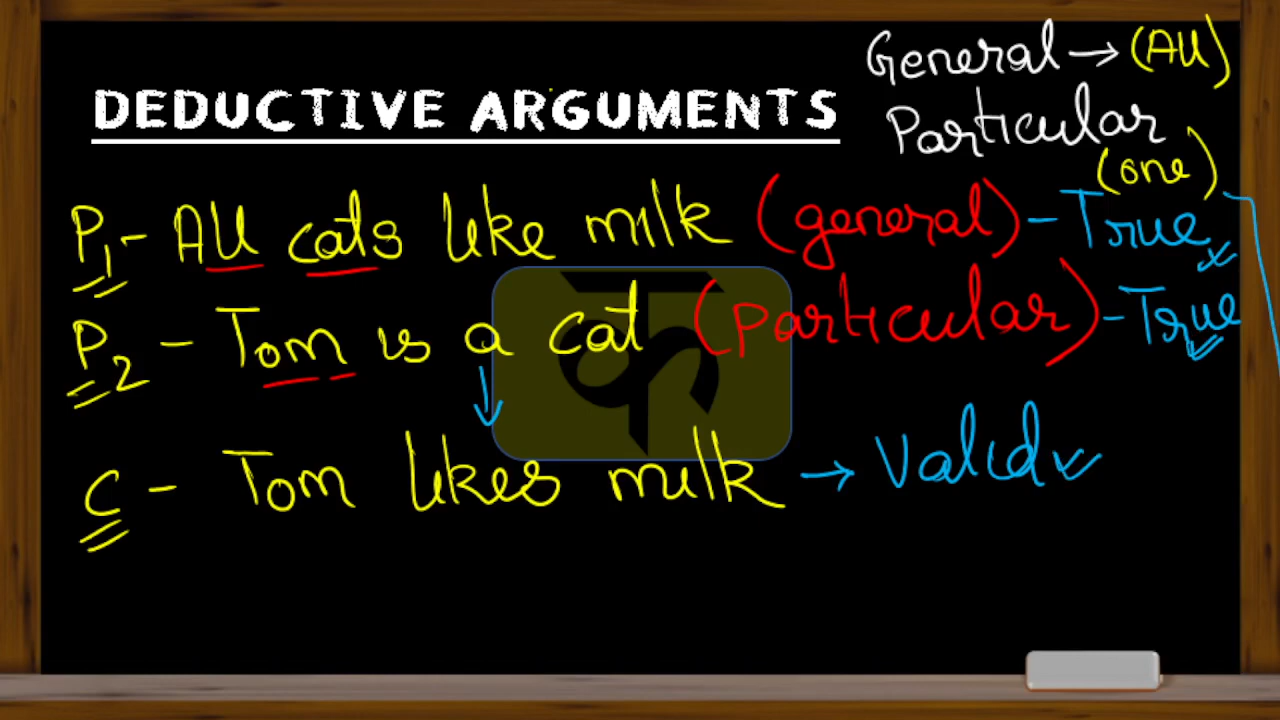 General → (All)
DEDUCTIVE ARGUMENTS
Particular
(one)
P1 - All cats like milk (general) - True
P2 - Tom is a cat (Particular) - True
क
C - Tom likes milk → Valid